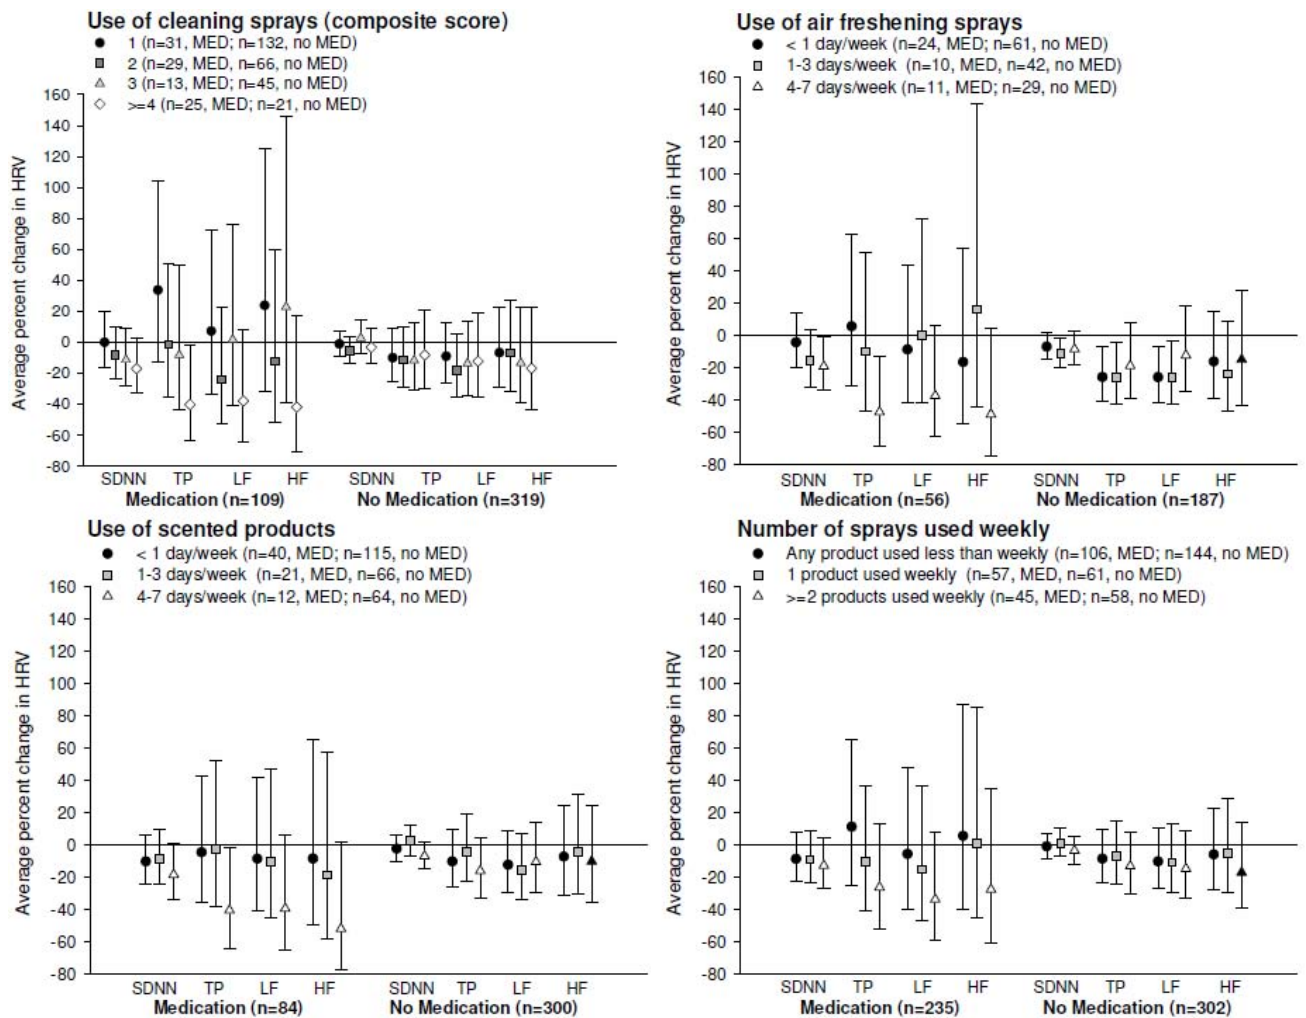 Use of cleaning sprays (composite score)
1 (n=31, MED; n=132, no MED)
2 (n=29, MED, n=66, no MED)
3 (n=13, MED; n=45, no MED)
>=4 (n=25, MED; n=21, no MED)
Average percent change in HRV
160
140
120
100
80
60
40
20
0
-20
-40
-60
-80
SDNN TP LF HF SDNN TP LF HF
Medication (n=109) No Medication (n=319)
Use of air freshening sprays
< 1 day/week (n=24, MED; n=61, no MED)
1-3 days/week (n=10, MED, n=42, no MED)
4-7 days/week (n=11, MED; n=29, no MED)
Average percent change in HRV
160
140
120
100
80
60
40
20
0
-20
-40
-60
-80
SDNN TP LF HF SDNN TP LF HF
Medication (n=56) No Medication (n=187)
Use of scented products
< 1 day/week (n=40, MED; n=115, no MED)
1-3 days/week (n=21, MED, n=66, no MED)
4-7 days/week (n=12, MED; n=64, no MED)
Average percent change in HRV
160
140
120
100
80
60
40
20
0
-20
-40
-60
-80
SDNN TP LF HF SDNN TP LF HF
Medication (n=84) No Medication (n=300)
Number of sprays used weekly
Any product used less than weekly (n=106, MED; n=144, no MED)
1 product used weekly (n=57, MED, n=61, no MED)
>=2 products used weekly (n=45, MED; n=58, no MED)
Average percent change in HRV
160
140
120
100
80
60
40
20
0
-20
-40
-60
-80
SDNN TP LF HF SDNN TP LF HF
Medication (n=235) No Medication (n=302)